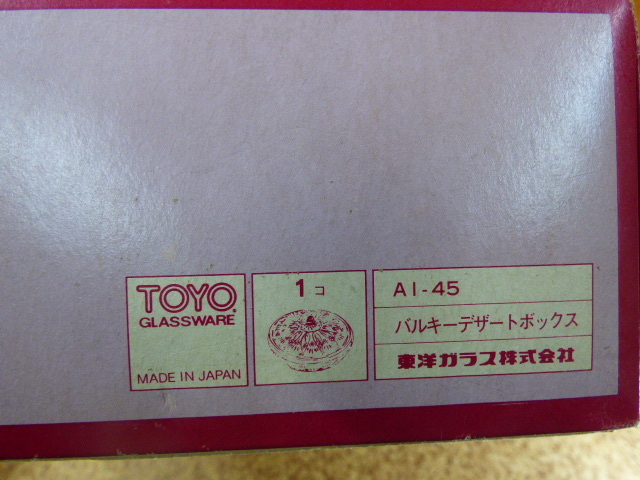 TOYO
GLASSWARE
MADE IN JAPAN
1コ
AI-45
バルキーデザートボックス
東洋ガラス株式会社